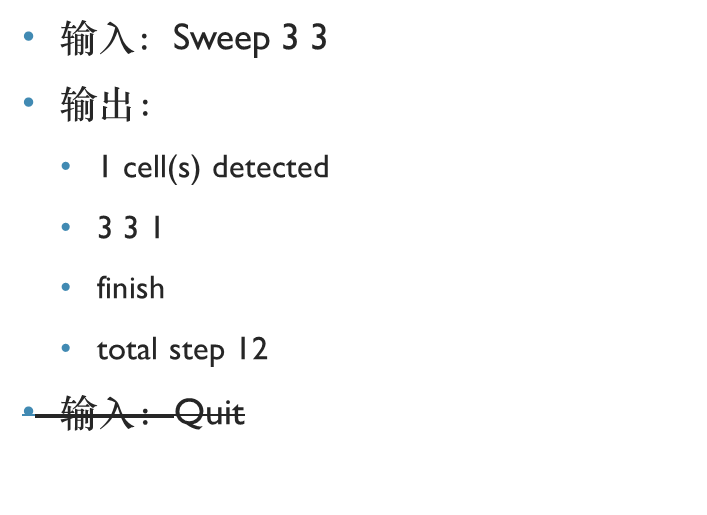 输入：Sweep 3 3
输出：
1 cell(s) detected
3 3 1
finish
total step 12
输入：Quit